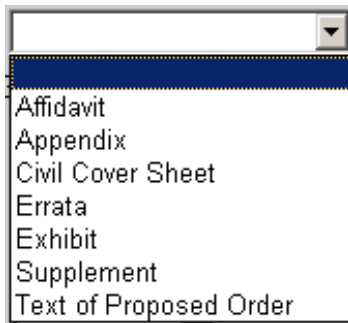 Affidavit
Appendix
Civil Cover Sheet
Errata
Exhibit
Supplement
Text of Proposed Order